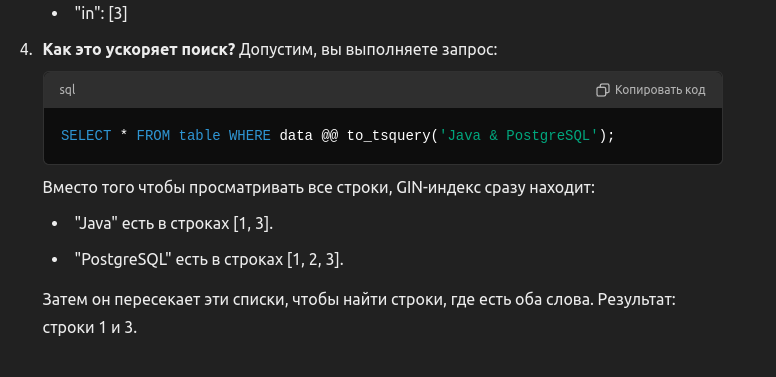 • "in": [3]
4. Как это ускоряет поиск? Допустим, вы выполняете запрос:
sql Копировать код
SELECT * FROM table WHERE data @@ to_tsquery('Java & PostgreSQL');
Вместо того чтобы просматривать все строки, GIN-индекс сразу находит:
• "Java" есть в строках [1, 3].
• "PostgreSQL" есть в строках [1, 2, 3].
Затем он пересекает эти списки, чтобы найти строки, где есть оба слова. Результат:
строки 1 и 3.